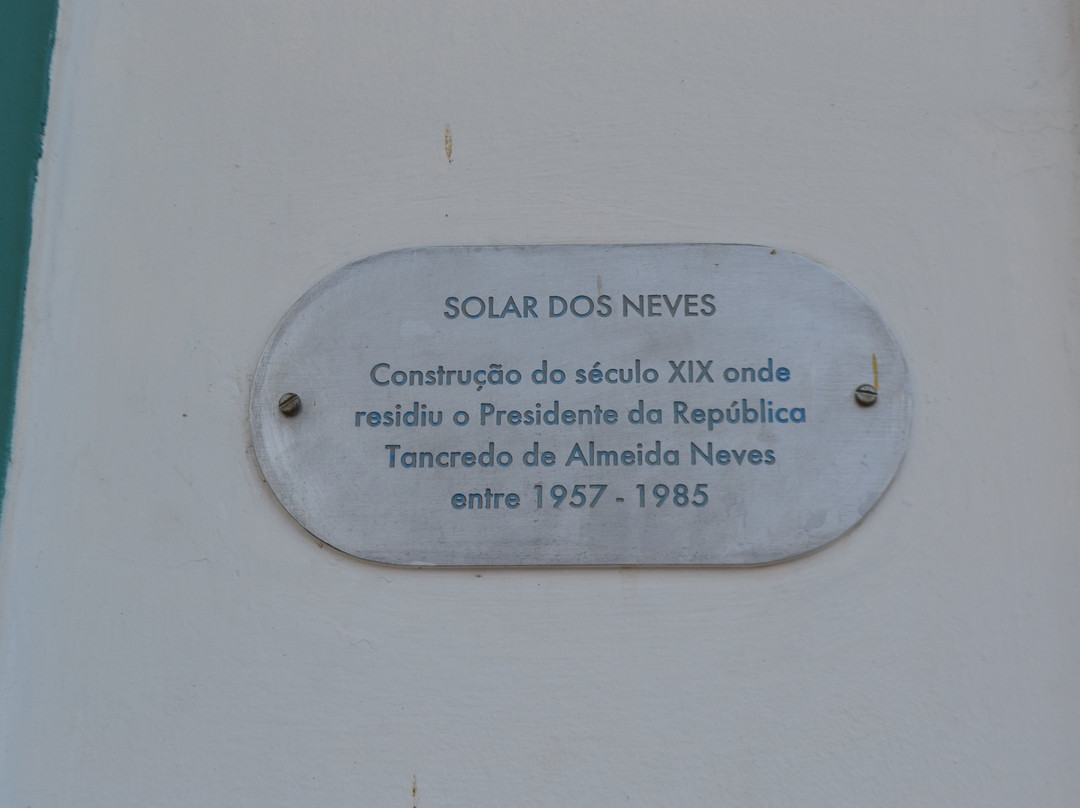 SOLAR DOS NEVES
Construção do século XIX onde
residiu o Presidente da República
Tancredo de Almeida Neves
entre 1957 - 1985